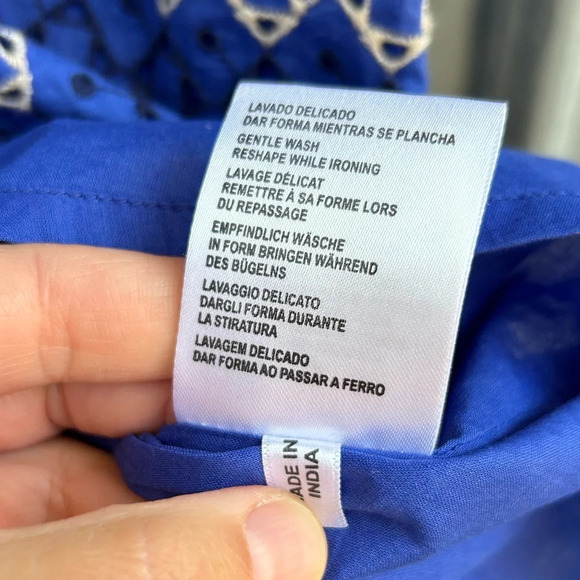 LAVADO DELICADO
DAR FORMA MIENTRAS SE PLANCHA
GENTLE WASH
RESHAPE WHILE IRONING
LAVAGE DÉLICAT
REMETTRE À SA FORME LORS
DU REPASSAGE
EMPFINDLICH WÄSCHE
IN FORM BRINGEN WÄHREND
DES BÜGELNS
LAVAGGIO DELICATO
DARGLI FORMA DURANTE
LA STIRATURA
LAVAGEM DELICADO
DAR FORMA AO PASSAR A FERRO
MADE IN
INDIA